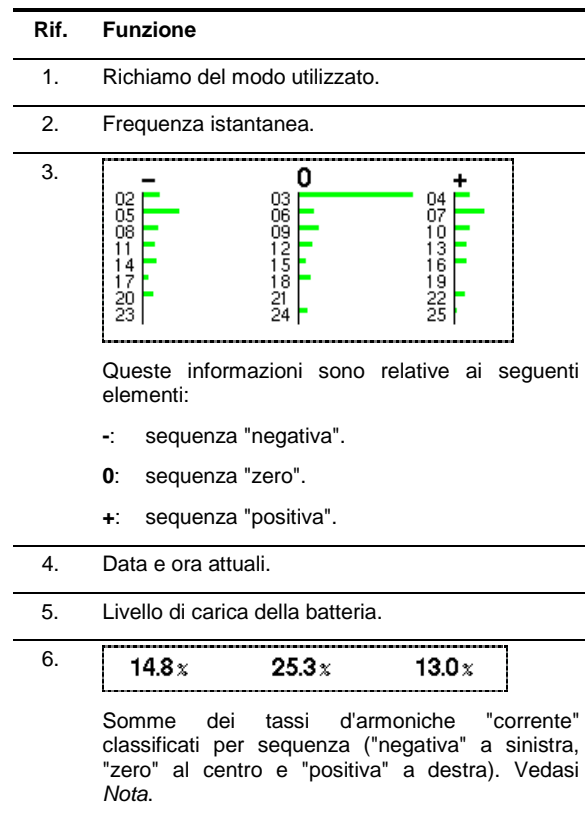 Rif. Funzione
1. Richiamo del modo utilizzato.
2. Frequenza istantanea.
3.
- 0 +
02 03 04
05 06 07
08 09 10
11 12 13
14 15 16
17 18 19
20 21 22
23 24 25
Queste informazioni sono relative ai seguenti
elementi:
-: sequenza "negativa".
0: sequenza "zero".
+: sequenza "positiva".
4. Data e ora attuali.
5. Livello di carica della batteria.
6.
14.8% 25.3% 13.0%
Somme dei tassi d'armoniche "corrente"
classificati per sequenza ("negativa" a sinistra,
"zero" al centro e "positiva" a destra). Vedasi
Nota.